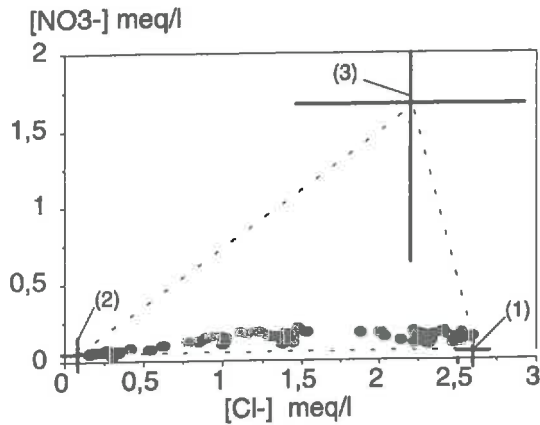 [NO3-] meq/l
2
(3)
1,5
1
0,5
(2)
(1)
0
0 0,5 1 1,5 2 2,5 3
[Cl-] meq/l